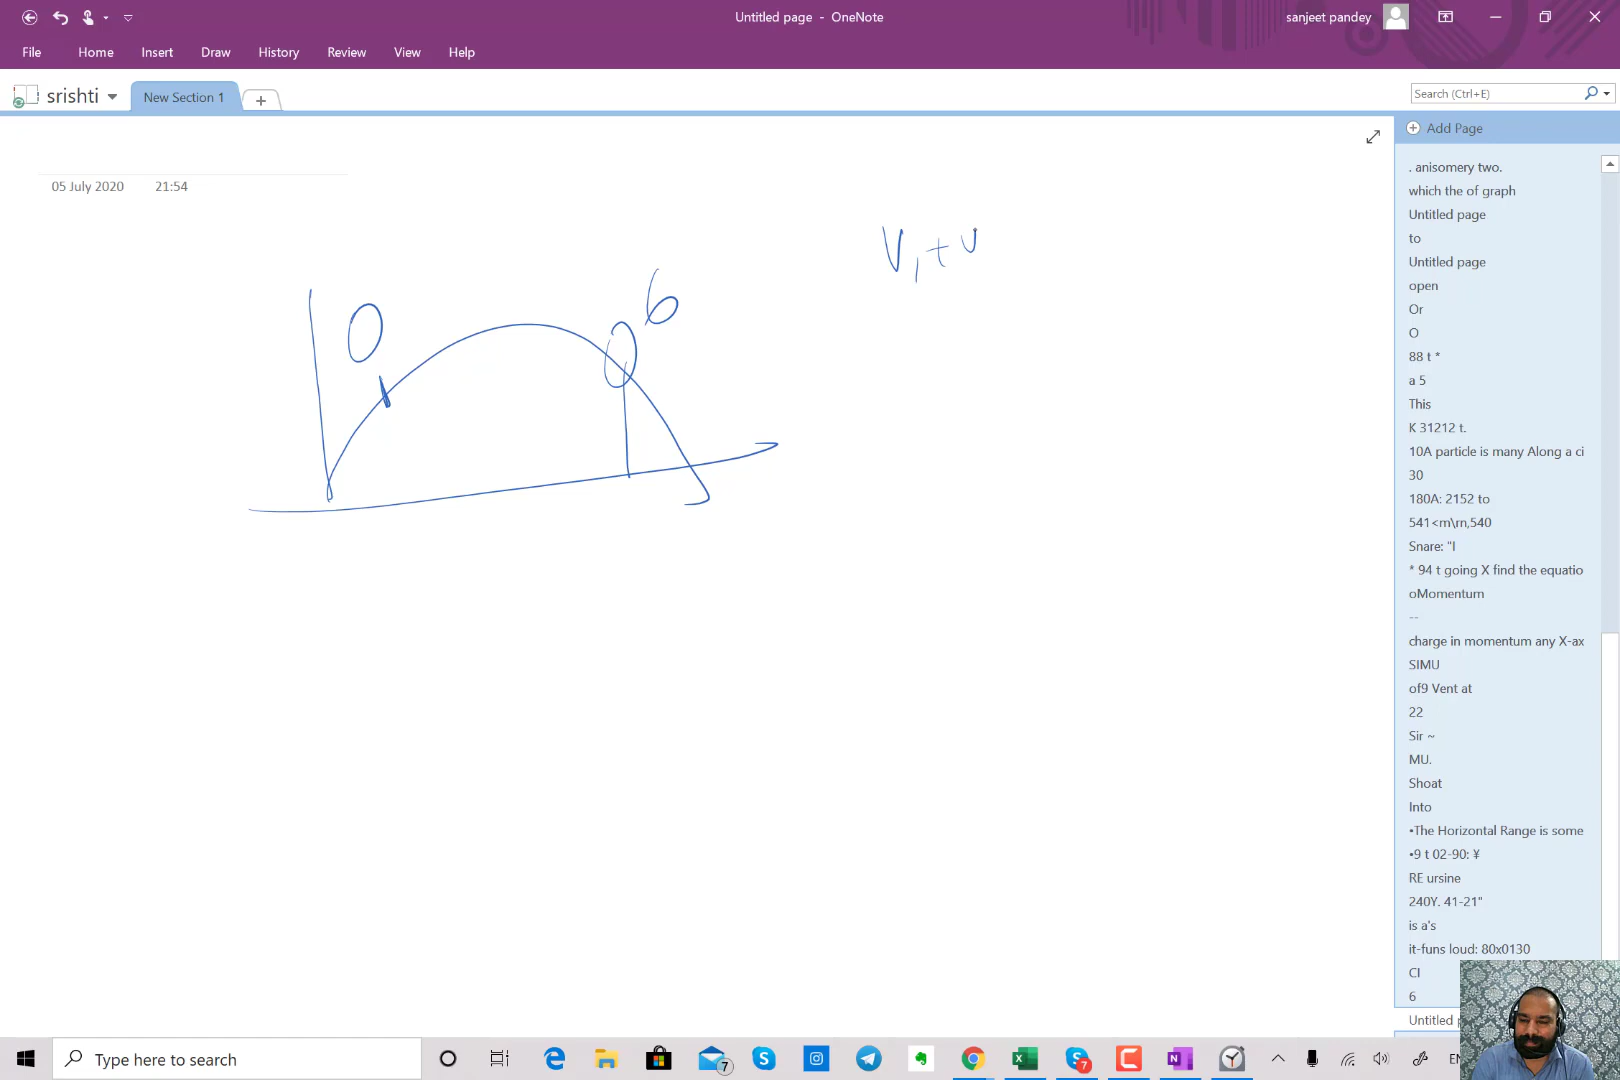 Untitled page - OneNote
sanjeet pandey
File Home Insert Draw History Review View Help
srishti
New Section 1
Search (Ctrl+E)
Add Page
05 July 2020 21:54
V1 + V
6
. anisomery two.
which the of graph
Untitled page
to
Untitled page
open
Or
O
88 t *
a 5
This
K 31212 t.
10A particle is many Along a ci
30
180A: 2152 to
541<m\rn,540
Snare: "I
* 94 t going X find the equatio
oMomentum
--
charge in momentum any X-ax
SIMU
of9 Vent at
22
Sir ~
MU.
Shoat
Into
•The Horizontal Range is some
•9 t 02-90: ¥
RE ursine
240Y. 41-21"
is a's
it-funs loud: 80x0130
CI
6
Untitled
Type here to search
7
7